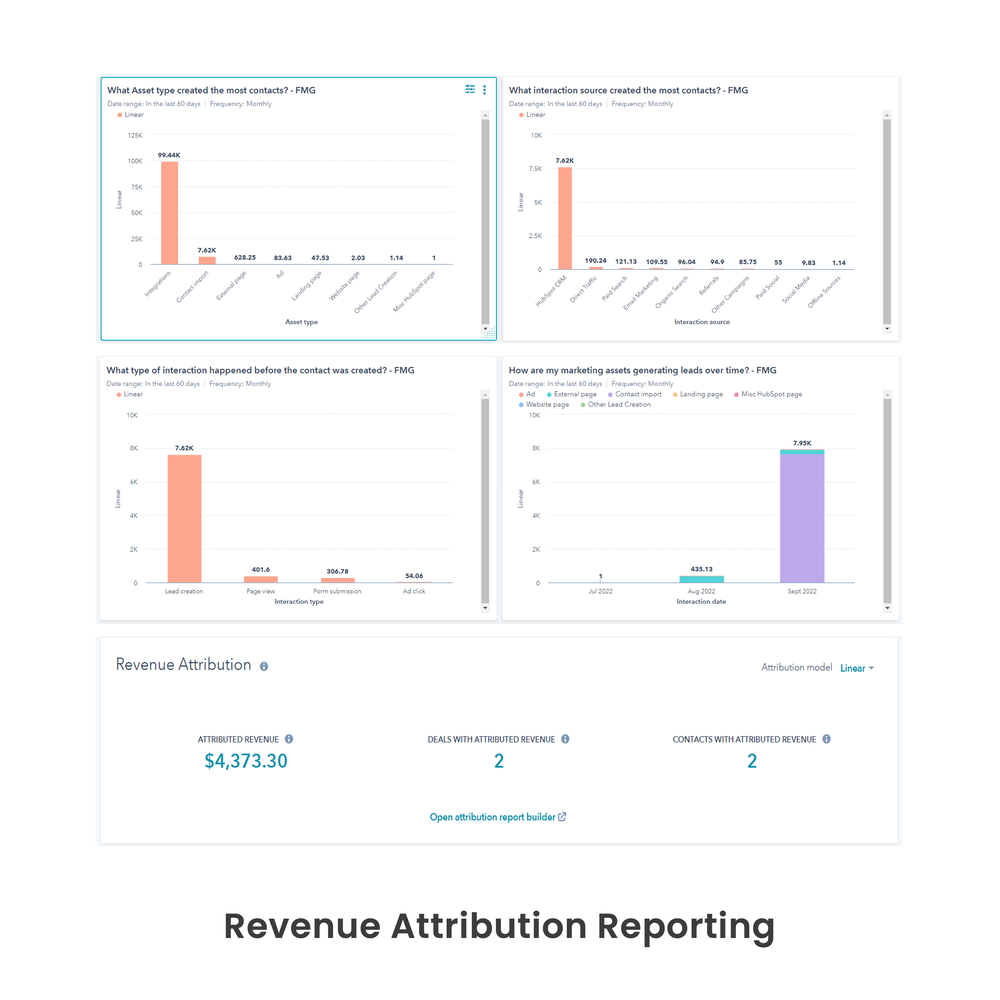 What Asset type created the most contacts? - FMG
Date range: In the last 60 days | Frequency: Monthly
Linear
125K
100K
75K
50K
25K
0
Linear
99.44K
7.62K
628.25
83.63
47.53
2.03
1.14
1
Integrations
Contact import
External page
Ad
Landing page
Website page
Other Lead Creation
Misc HubSpot page
Asset type
What interaction source created the most contacts? - FMG
Date range: In the last 60 days | Frequency: Monthly
Linear
10K
7.5K
5K
2.5K
0
Linear
7.62K
190.24
121.13
109.55
96.04
94.9
85.75
55
9.83
1.14
HubSpot CRM
Direct Traffic
Paid Search
Email Marketing
Organic Search
Referrals
Other Campaigns
Paid Social
Social Media
Offline Sources
Interaction source
What type of interaction happened before the contact was created? - FMG
Date range: In the last 60 days | Frequency: Monthly
Linear
10K
8K
6K
4K
2K
0
Linear
7.62K
401.6
306.78
54.06
Lead creation
Page view
Form submission
Ad click
Interaction type
How are my marketing assets generating leads over time? - FMG
Date range: In the last 60 days | Frequency: Monthly
Ad External page Contact import Landing page Misc HubSpot page
Website page Other Lead Creation
10K
8K
6K
4K
2K
0
Linear
1
435.13
7.95K
Jul 2022
Aug 2022
Sept 2022
Interaction date
Revenue Attribution
Attribution model Linear
ATTRIBUTED REVENUE
$4,373.30
DEALS WITH ATTRIBUTED REVENUE
2
CONTACTS WITH ATTRIBUTED REVENUE
2
Open attribution report builder
Revenue Attribution Reporting